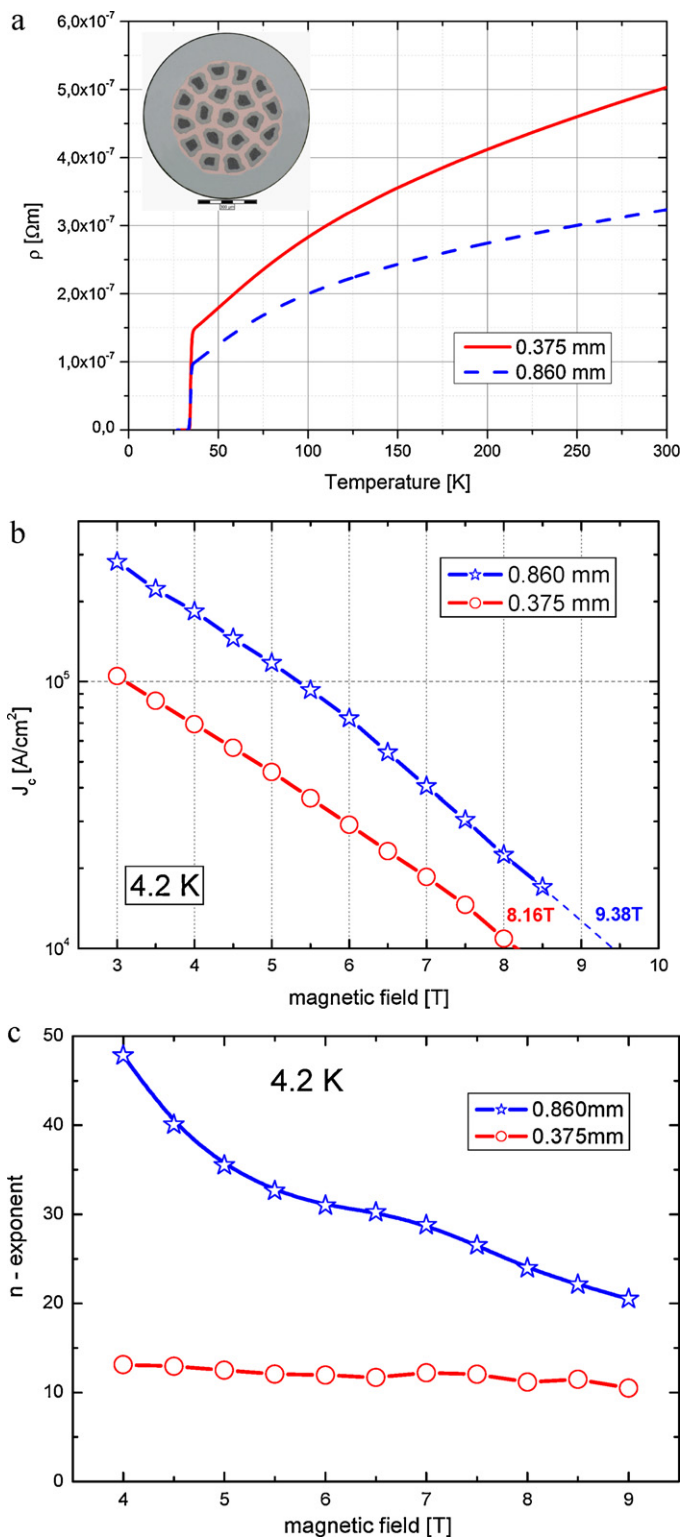 a
6,0x10⁻⁷
5,0x10⁻⁷
4,0x10⁻⁷
3,0x10⁻⁷
2,0x10⁻⁷
1,0x10⁻⁷
0,0
ρ [Ωm]
0.375 mm
0.860 mm
0 50 100 150 200 250 300
Temperature [K]
b
10⁵
10⁴
J_c [A/cm²]
0.860 mm
0.375 mm
4.2 K
8.16T
9.38T
3 4 5 6 7 8 9 10
magnetic field [T]
c
50
40
30
20
10
0
n - exponent
4.2 K
0.860mm
0.375mm
4 5 6 7 8 9
magnetic field [T]